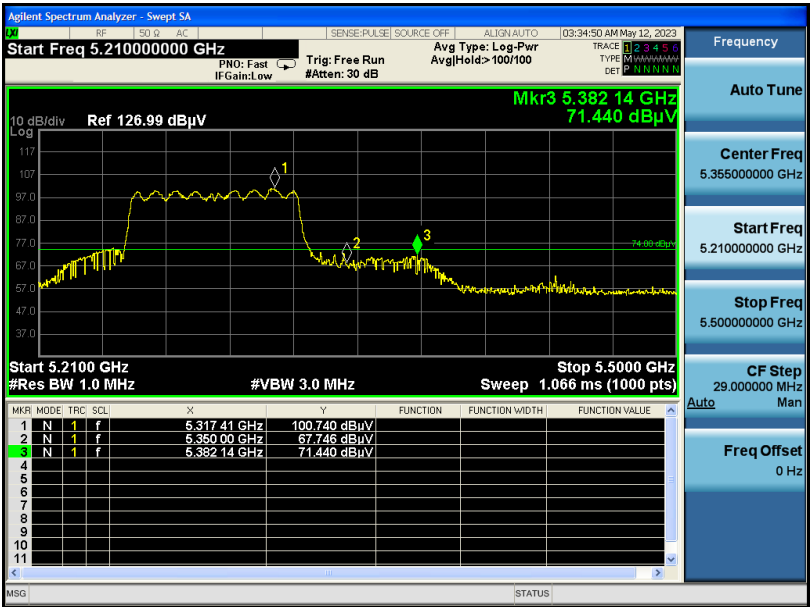 Agilent Spectrum Analyzer - Swept SA
LXI RF 50 Ω AC SENSE:PULSE SOURCE OFF ALIGN AUTO 03:34:50 AM May 12, 2023
Start Freq 5.210000000 GHz
PNO: Fast
IFGain:Low
Trig: Free Run
#Atten: 30 dB
Avg Type: Log-Pwr
Avg|Hold:>100/100
TRACE 1 2 3 4 5 6
TYPE MWWWWW
DET P N N N N N
Mkr3 5.382 14 GHz
71.440 dBµV
10 dB/div Ref 126.99 dBµV
Log
117
107
97.0
87.0
77.0
67.0
57.0
47.0
37.0
1
2
3
74.00 dBµV
Start 5.2100 GHz Stop 5.5000 GHz
#Res BW 1.0 MHz #VBW 3.0 MHz Sweep 1.066 ms (1000 pts)
MKR MODE TRC SCL X Y FUNCTION FUNCTION WIDTH FUNCTION VALUE
1 N 1 f 5.317 41 GHz 100.740 dBµV
2 N 1 f 5.350 00 GHz 67.746 dBµV
3 N 1 f 5.382 14 GHz 71.440 dBµV
4
5
6
7
8
9
10
11
MSG STATUS
Frequency
Auto Tune
Center Freq
5.355000000 GHz
Start Freq
5.210000000 GHz
Stop Freq
5.500000000 GHz
CF Step
29.000000 MHz
Auto Man
Freq Offset
0 Hz